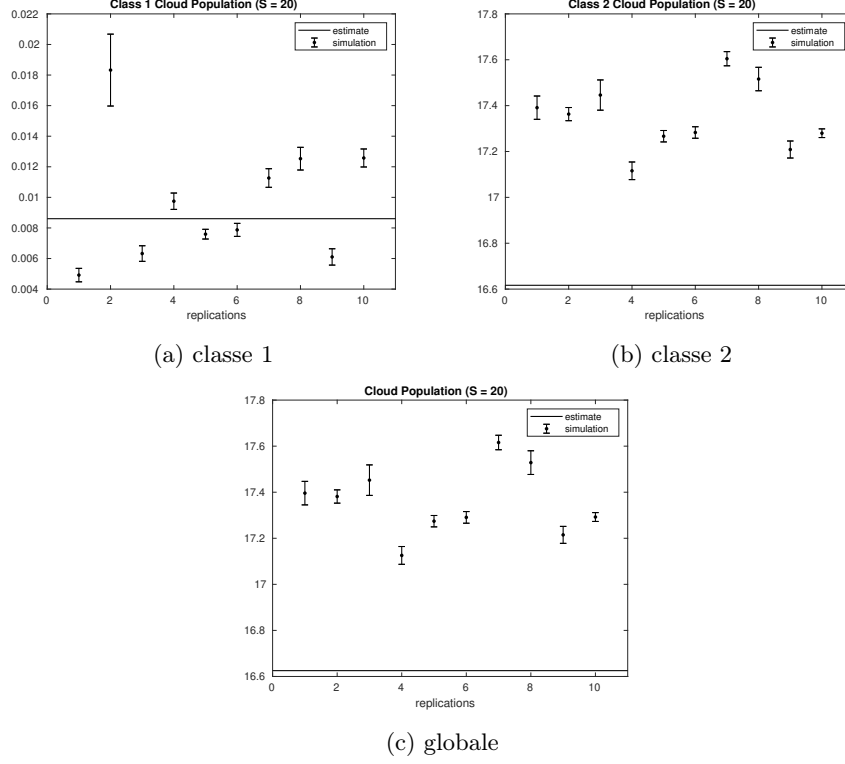 Class 1 Cloud Population (S = 20)
0.022
0.02
0.018
0.016
0.014
0.012
0.01
0.008
0.006
0.004
0 2 4 6 8 10
replications
estimate
simulation
(a) classe 1
Class 2 Cloud Population (S = 20)
17.8
17.6
17.4
17.2
17
16.8
16.6
0 2 4 6 8 10
replications
estimate
simulation
(b) classe 2
Cloud Population (S = 20)
17.8
17.6
17.4
17.2
17
16.8
16.6
0 2 4 6 8 10
replications
estimate
simulation
(c) globale